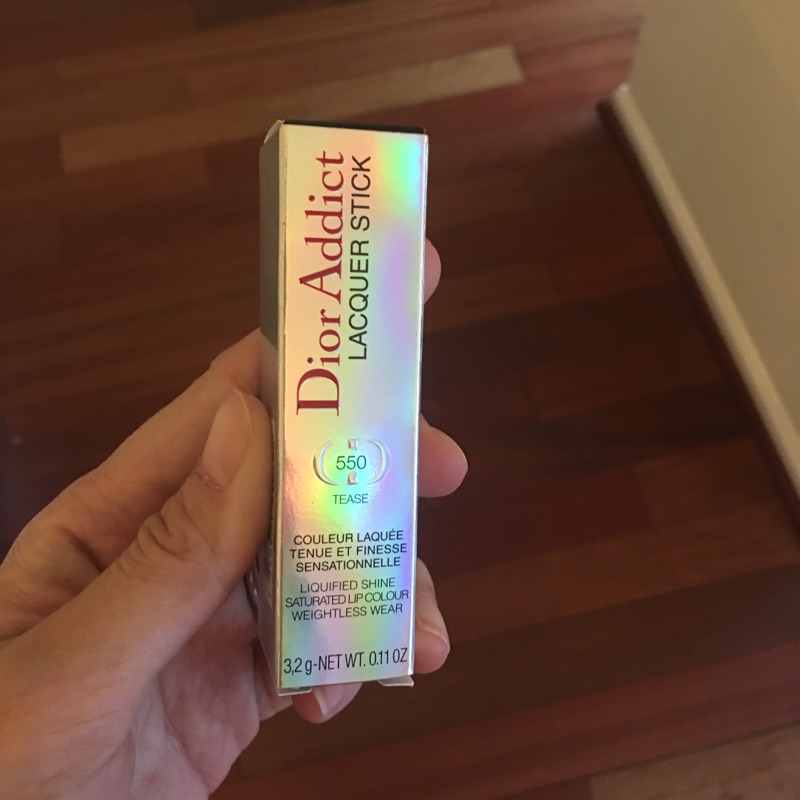 Dior Addict
LACQUER STICK
550
TEASE
COULEUR LAQUÉE
TENUE ET FINESSE
SENSATIONNELLE
LIQUIFIED SHINE
SATURATED LIP COLOUR
WEIGHTLESS WEAR
3,2 g-NET WT. 0.11 OZ